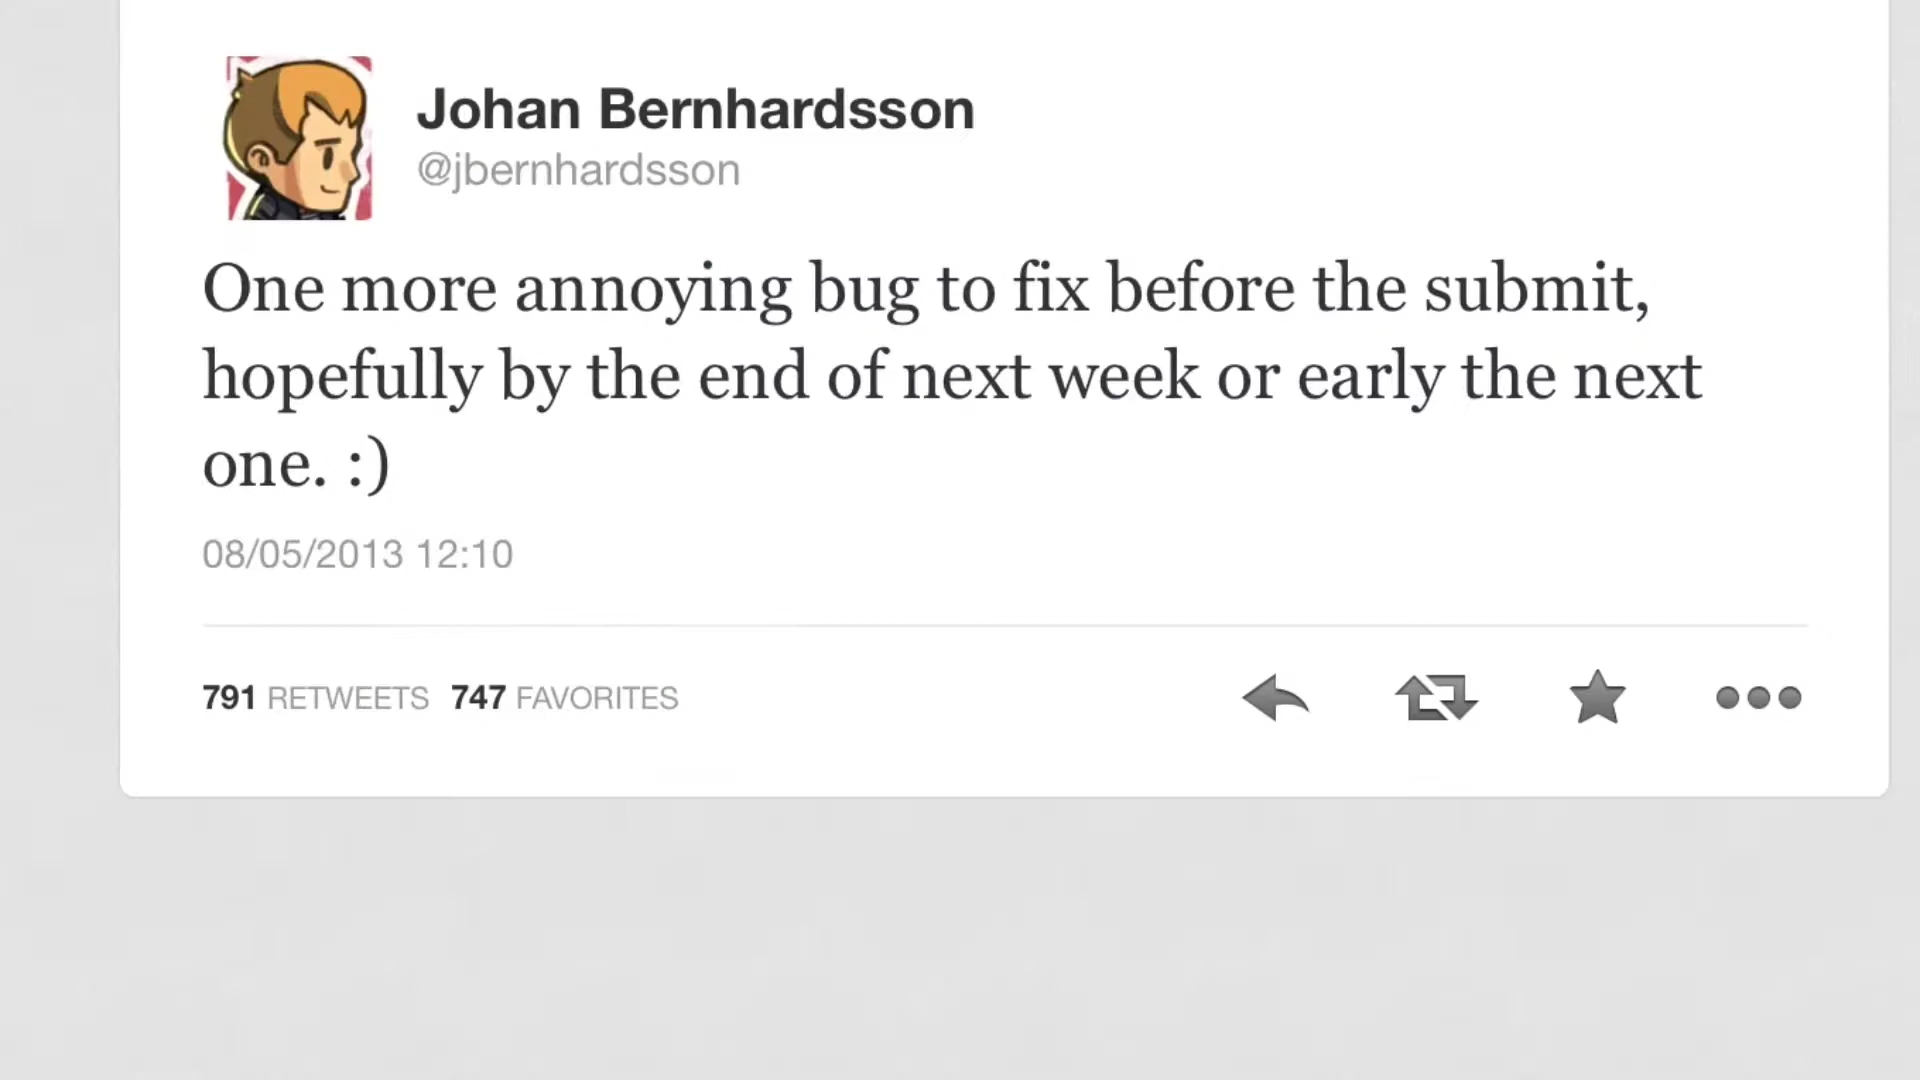 Johan Bernhardsson
@jbernhardsson
One more annoying bug to fix before the submit,
hopefully by the end of next week or early the next
one. :)
08/05/2013 12:10
791 RETWEETS 747 FAVORITES